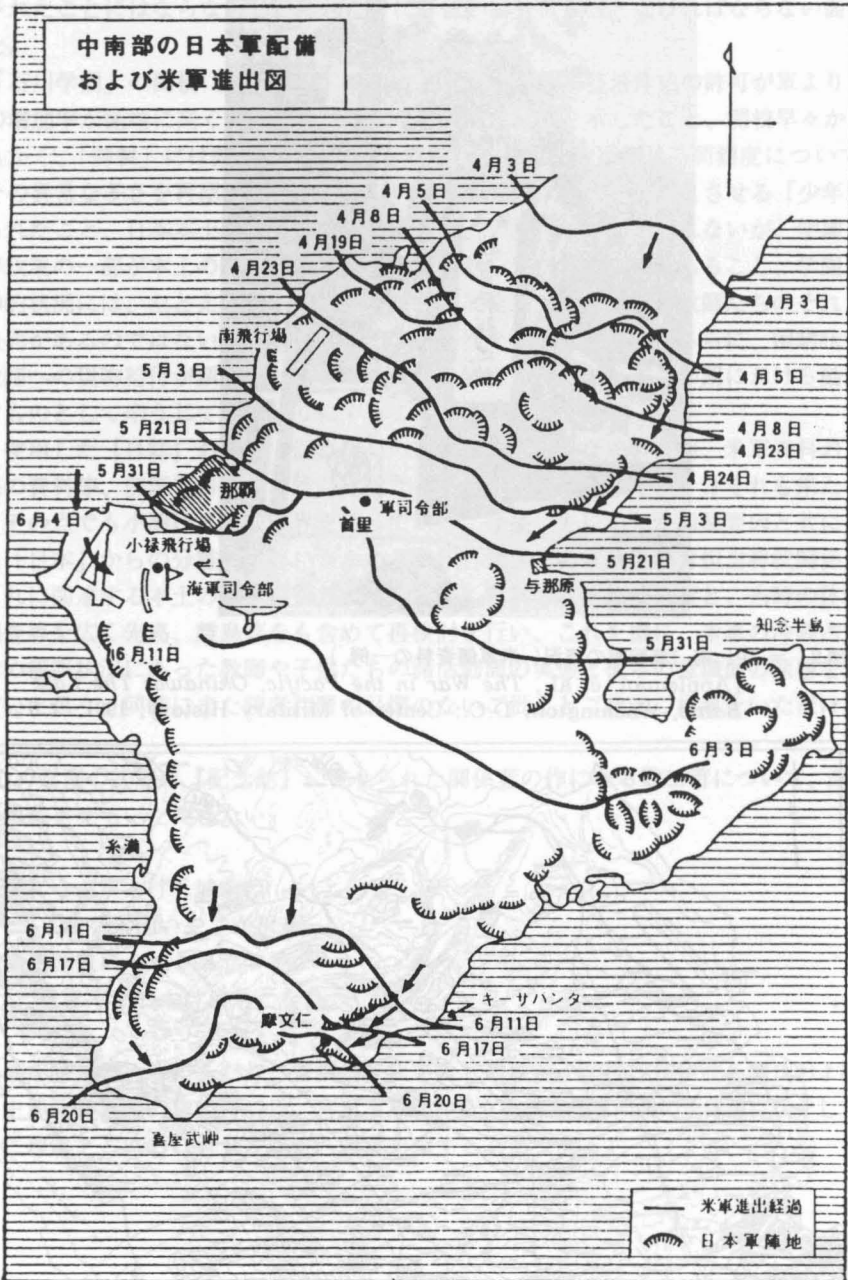 中南部の日本軍配備
および米軍進出図
4月3日
4月5日
4月8日
4月19日
4月23日
4月3日
南飛行場
4月5日
5月3日
5月21日
4月8日
4月23日
5月31日
那覇
4月24日
6月4日
首里
軍司令部
5月3日
小禄飛行場
5月21日
海軍司令部
与那原
知念半島
5月31日
6月11日
6月3日
糸満
6月11日
6月17日
キーサハンタ
摩文仁
6月11日
6月17日
6月20日
6月20日
喜屋武岬
米軍進出経過
日本軍陣地